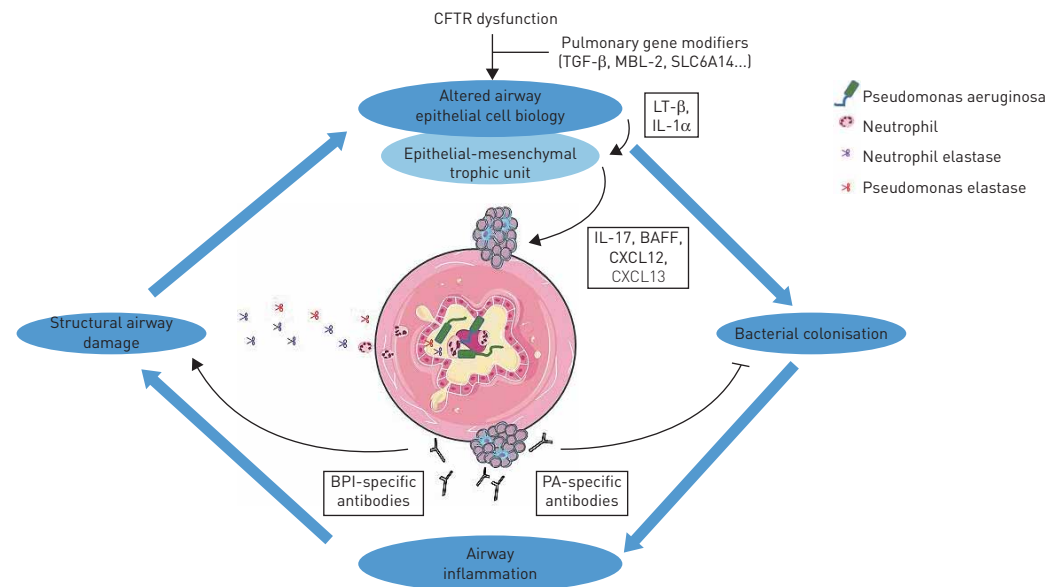 CFTR dysfunction
Pulmonary gene modifiers
(TGF-β, MBL-2, SLC6A14...)
Altered airway
epithelial cell biology
LT-β,
IL-1α
Epithelial-mesenchymal
trophic unit
Pseudomonas aeruginosa
Neutrophil
Neutrophil elastase
Pseudomonas elastase
IL-17, BAFF,
CXCL12,
CXCL13
Structural airway
damage
Bacterial colonisation
BPI-specific
antibodies
PA-specific
antibodies
Airway
inflammation